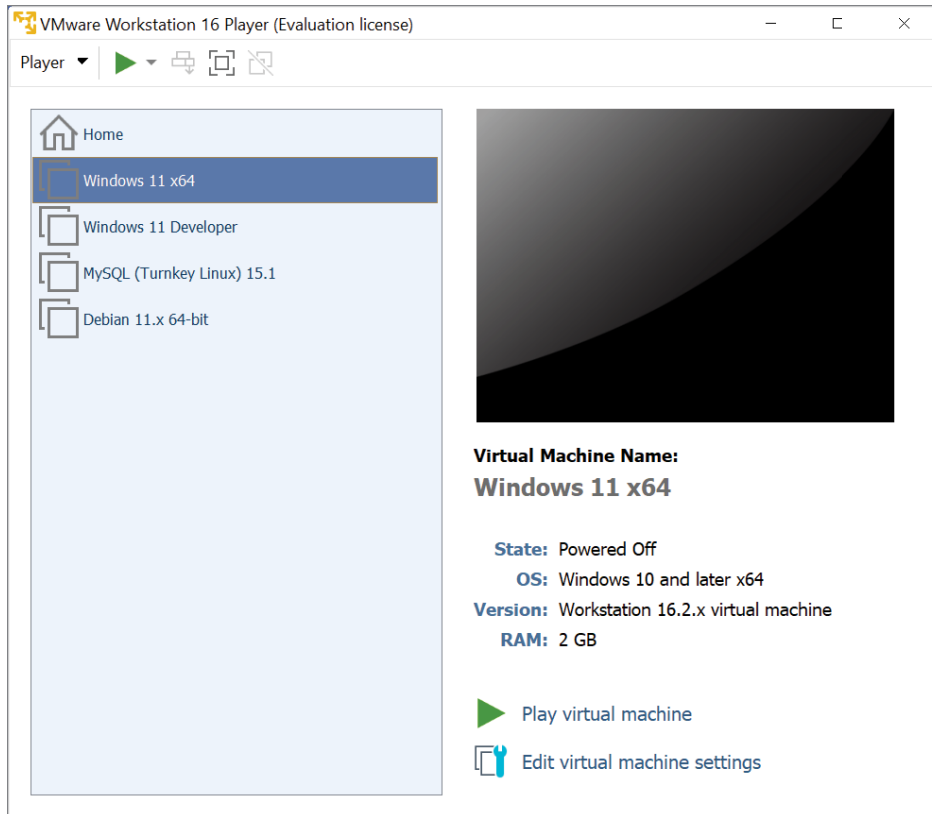 VMware Workstation 16 Player (Evaluation license)
Player
Home
Windows 11 x64
Windows 11 Developer
MySQL (Turnkey Linux) 15.1
Debian 11.x 64-bit
Virtual Machine Name:
Windows 11 x64
State: Powered Off
OS: Windows 10 and later x64
Version: Workstation 16.2.x virtual machine
RAM: 2 GB
Play virtual machine
Edit virtual machine settings